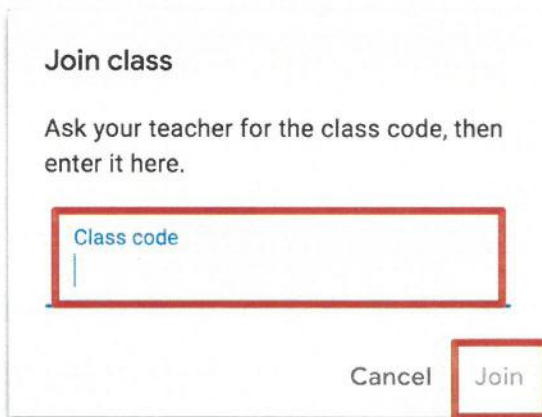 Join class
Ask your teacher for the class code, then
enter it here.
Class code
Cancel Join